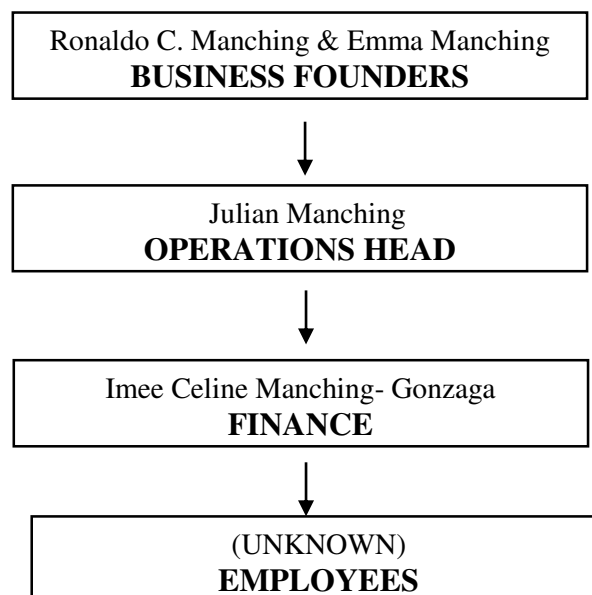 Ronaldo C. Manching & Emma Manching
BUSINESS FOUNDERS
Julian Manching
OPERATIONS HEAD
Imee Celine Manching- Gonzaga
FINANCE
(UNKNOWN)
EMPLOYEES